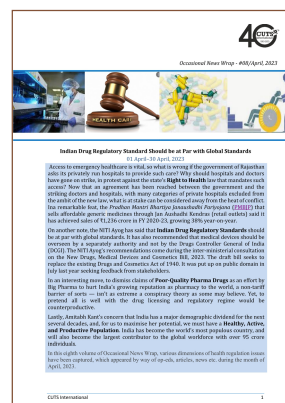 40
CUTS
Occasional News Wrap - #08/April, 2023
HEALTH CARE
Indian Drug Regulatory Standard Should be at Par with Global Standards
01 April–30 April, 2023
Access to emergency healthcare is vital, so what is wrong if the government of Rajasthan
asks its privately run hospitals to provide such care? Why should hospitals and doctors
have gone on strike, in protest against the state's Right to Health law that mandates such
access? Now that an agreement has been reached between the government and the
striking doctors and hospitals, with many categories of private hospitals excluded from
the ambit of the new law, what is at stake can be considered away from the heat of conflict.
In a remarkable feat, the Pradhan Mantri Bhartiya Janaushadhi Pariyojana (PMBJP) that
sells affordable generic medicines through Jan Aushadhi Kendras (retail outlets) said it
has achieved sales of ₹1,236 crore in FY 2020-23, growing 38% year-on-year.
On another note, the NITI Ayog has said that Indian Drug Regulatory Standards should
be at par with global standards. It has also recommended that medical devices should be
overseen by a separately authority and not by the Drugs Controller General of India
(DCGI). The NITI Ayog's recommendations come during the inter-ministerial consultation
on the New Drugs, Medical Devices and Cosmetics Bill, 2023. The draft bill seeks to
replace the existing Drugs and Cosmetics Act of 1940. It was put up on public domain in
July last year seeking feedback from stakeholders.
In an interesting move, to dismiss claims of Poor-Quality Pharma Drugs as an effort by
Big Pharma to hurt India's growing reputation as pharmacy to the world, a non-tariff
barrier of sorts — isn't as extreme a conspiracy theory as some may believe. Yet, to
pretend all is well with the drug licensing and regulatory regime would be
counterproductive.
Lastly, Amitabh Kant's concern that India has a major demographic dividend for the next
several decades, and, for us to maximise her potential, we must have a Healthy, Active,
and Productive Population. India has become the world's most populous country, and
will also become the largest contributor to the global workforce with over 95 crore
individuals.
In this eighth volume of Occasional News Wrap, various dimensions of health regulation issues
have been captured, which appeared by way of op-eds, articles, news etc. during the month of
April, 2023.
CUTS International 1